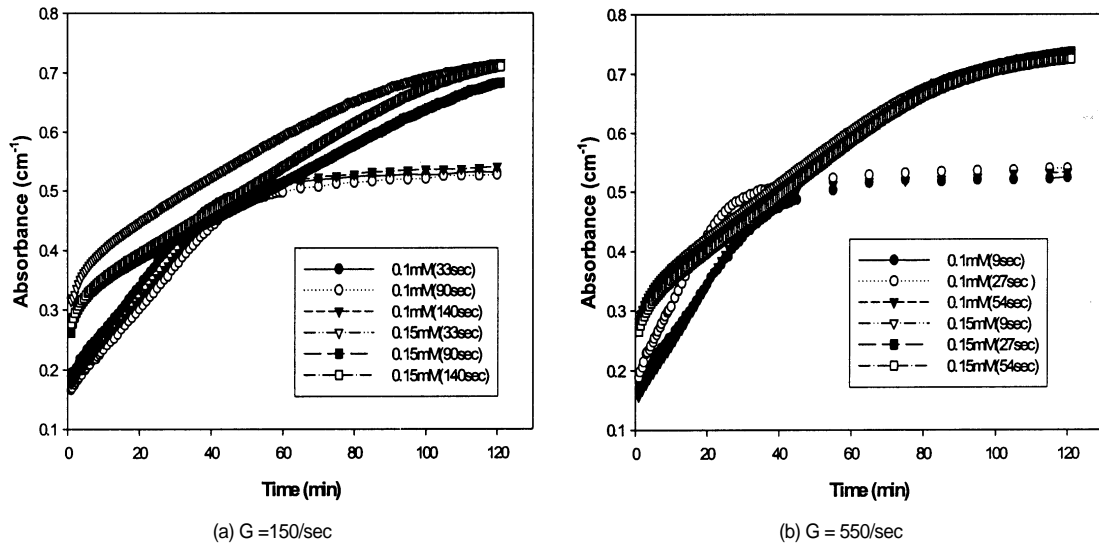 0.8
0.7
0.6
0.5
0.4
0.3
0.2
0.1
Absorbance (cm-1)
0.1mM(33sec)
0.1mM(90sec)
0.1mM(140sec)
0.15mM(33sec)
0.15mM(90sec)
0.15mM(140sec)
0 20 40 60 80 100 120
Time (min)
(a) G =150/sec
0.8
0.7
0.6
0.5
0.4
0.3
0.2
0.1
Absorbance (cm-1)
0.1mM(9sec)
0.1mM(27sec )
0.1mM(54sec)
0.15mM(9sec)
0.15mM(27sec)
0.15mM(54sec)
0 20 40 60 80 100 120
Time (min)
(b) G = 550/sec